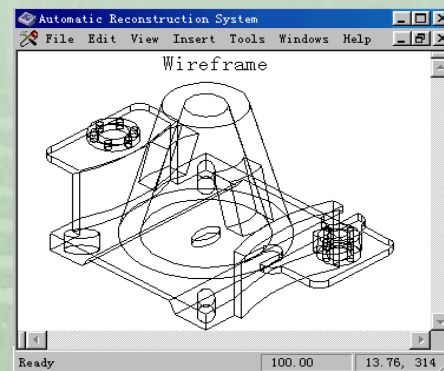 Automatic Reconstruction System
File Edit View Insert Tools Windows Help
Wireframe
Ready 100.00 13.76, 314